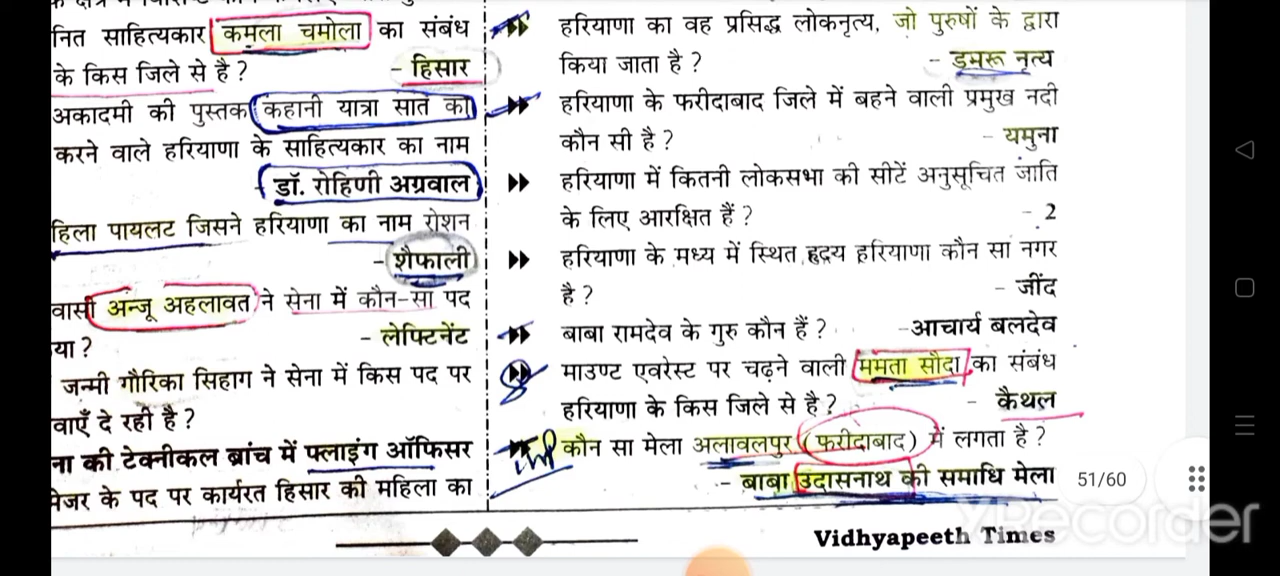 नित साहित्यकार कमला चमोला का संबंध
के किस जिले से है ? - हिसार
अकादमी की पुस्तक कहानी यात्रा सात का
करने वाले हरियाणा के साहित्यकार का नाम
- डॉ. रोहिणी अग्रवाल
हिला पायलट जिसने हरियाणा का नाम रोशन
- शैफाली
वासी अन्जू अहलावत ने सेना में कौन-सा पद
या? - लेफ्टिनेंट
जन्मी गौरिका सिहाग ने सेना में किस पद पर
वाएँ दे रही है ?
ना की टेक्नीकल ब्रांच में फ्लाइंग ऑफिसर
मेजर के पद पर कार्यरत हिसार की महिला का
हरियाणा का वह प्रसिद्ध लोकनृत्य, जो पुरुषों के द्वारा
किया जाता है ? - डमरू नृत्य
हरियाणा के फरीदाबाद जिले में बहने वाली प्रमुख नदी
कौन सी है ? - यमुना
हरियाणा में कितनी लोकसभा की सीटें अनुसूचित जाति
के लिए आरक्षित हैं ? - 2
हरियाणा के मध्य में स्थित हृदय हरियाणा कौन सा नगर
है ? - जींद
बाबा रामदेव के गुरु कौन हैं ? -आचार्य बलदेव
माउण्ट एवरेस्ट पर चढ़ने वाली ममता सौदा का संबंध
हरियाणा के किस जिले से है ? - कैथल
Imp कौन सा मेला अलावलपुर (फरीदाबाद) में लगता है ?
- बाबा उदासनाथ की समाधि मेला
51/60
Vidhyapeeth Times
XRecorder